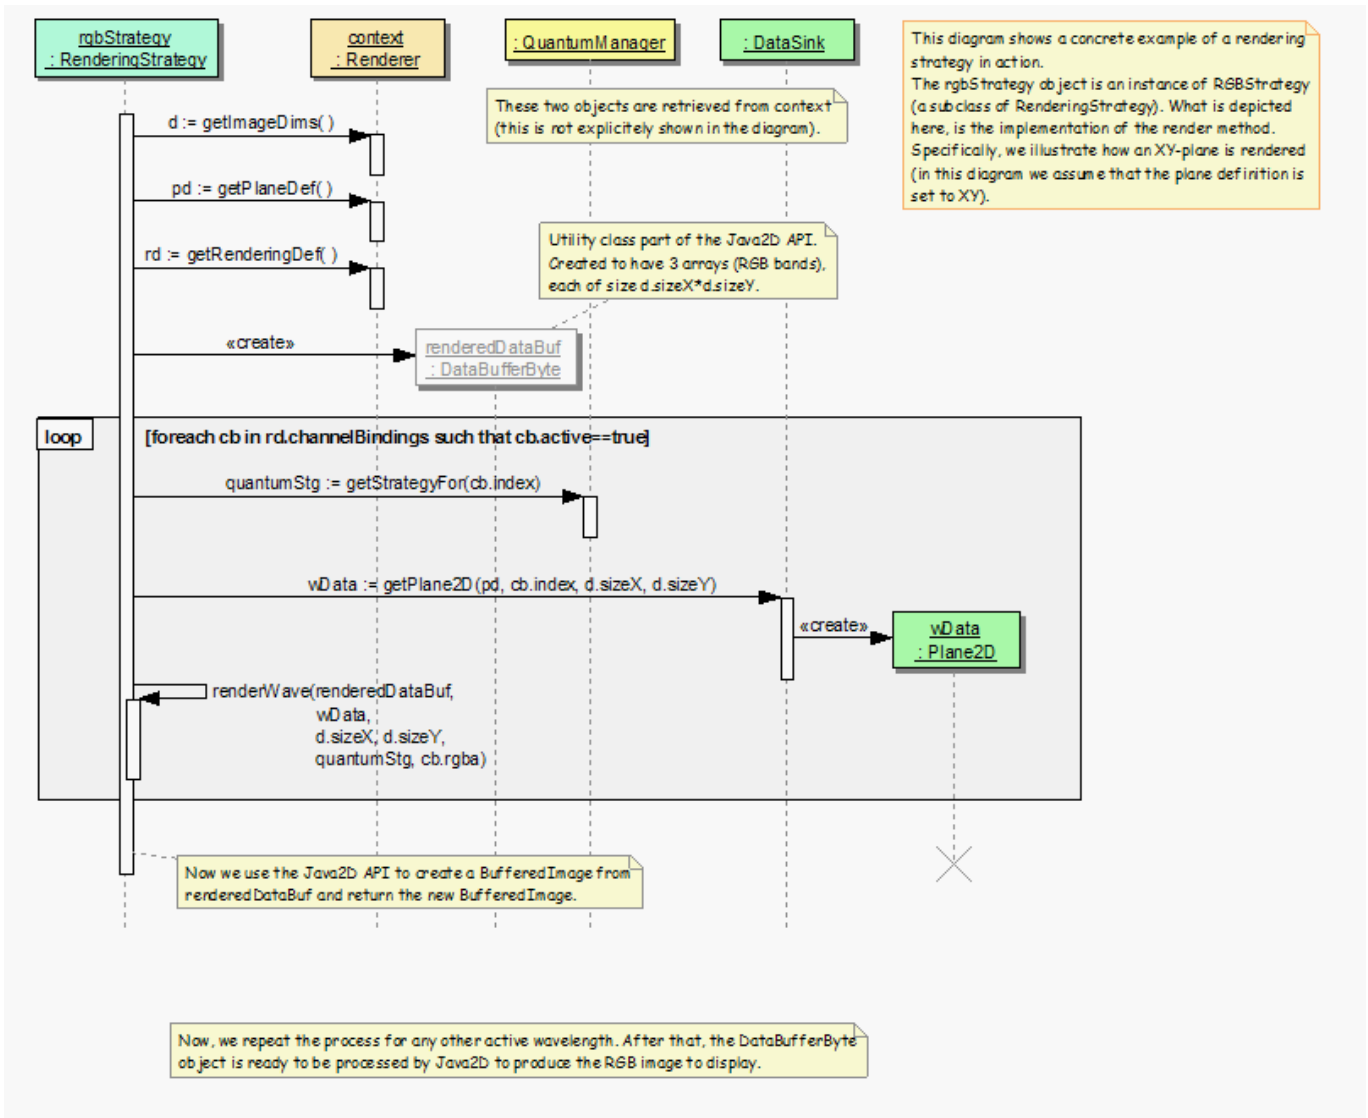 rgbStrategy
: RenderingStrategy
context
: Renderer
: QuantumManager
: DataSink
This diagram shows a concrete example of a rendering
strategy in action.
The rgbStrategy object is an instance of RGBStrategy
(a subclass of RenderingStrategy). What is depicted
here, is the implementation of the render method.
Specifically, we illustrate how an XY-plane is rendered
(in this diagram we assume that the plane definition is
set to XY).
These two objects are retrieved from context
(this is not explicitely shown in the diagram).
d := getImageDims( )
pd := getPlaneDef( )
rd := getRenderingDef( )
Utility class part of the Java2D API.
Created to have 3 arrays (RGB bands),
each of size d.sizeX*d.sizeY.
«create»
renderedDataBuf
: DataBufferByte
loop
[foreach cb in rd.channelBindings such that cb.active==true]
quantumStg := getStrategyFor(cb.index)
wData := getPlane2D(pd, cb.index, d.sizeX, d.sizeY)
«create»
wData
: Plane2D
renderWave(renderedDataBuf,
wData,
d.sizeX, d.sizeY,
quantumStg, cb.rgba)
Now we use the Java2D API to create a BufferedImage from
renderedDataBuf and return the new BufferedImage.
Now, we repeat the process for any other active wavelength. After that, the DataBufferByte
object is ready to be processed by Java2D to produce the RGB image to display.